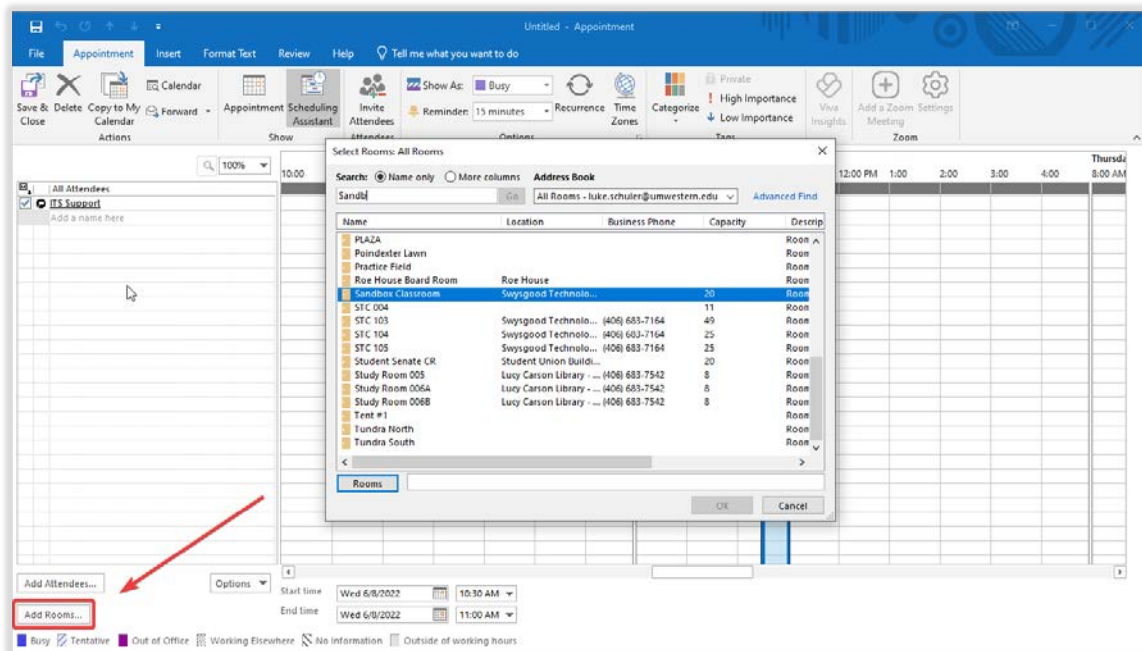 Untitled - Appointment
File Appointment Insert Format Text Review Help Tell me what you want to do
Save & Close
Delete
Copy to My Calendar
Calendar
Forward
Actions
Appointment
Scheduling Assistant
Show
Invite Attendees
Attendees
Show As: Busy
Reminder: 15 minutes
Recurrence
Time Zones
Options
Categorize
Private
High Importance
Low Importance
Tags
Viva Insights
Add a Zoom Meeting
Settings
Zoom
100%
10:00
12:00 PM 1:00 2:00 3:00 4:00
Thursda
8:00 AM
All Attendees
ITS Support
Add a name here
Select Rooms: All Rooms
Search: Name only More columns Address Book
Sandb Go All Rooms - luke.schuler@umwestern.edu Advanced Find
Name Location Business Phone Capacity Descrip
PLAZA Room
Poindexter Lawn Room
Practice Field Room
Roe House Board Room Roe House Room
Sandbox Classroom Swysgood Technolo... 20 Room
STC 004 11 Room
STC 103 Swysgood Technolo... (406) 683-7164 49 Room
STC 104 Swysgood Technolo... (406) 683-7164 25 Room
STC 105 Swysgood Technolo... (406) 683-7164 25 Room
Student Senate CR Student Union Buildi... 20 Room
Study Room 005 Lucy Carson Library - ... (406) 683-7542 8 Room
Study Room 006A Lucy Carson Library - ... (406) 683-7542 8 Room
Study Room 006B Lucy Carson Library - ... (406) 683-7542 8 Room
Tent #1 Room
Tundra North Room
Tundra South Room
Rooms
OK Cancel
Add Attendees... Options
Start time Wed 6/8/2022 10:30 AM
Add Rooms...
End time Wed 6/8/2022 11:00 AM
Busy Tentative Out of Office Working Elsewhere No Information Outside of working hours